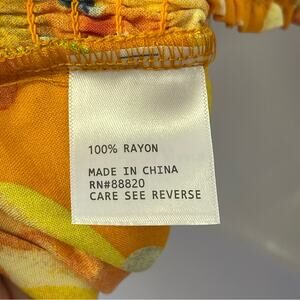 100% RAYON
MADE IN CHINA
RN#88820
CARE SEE REVERSE